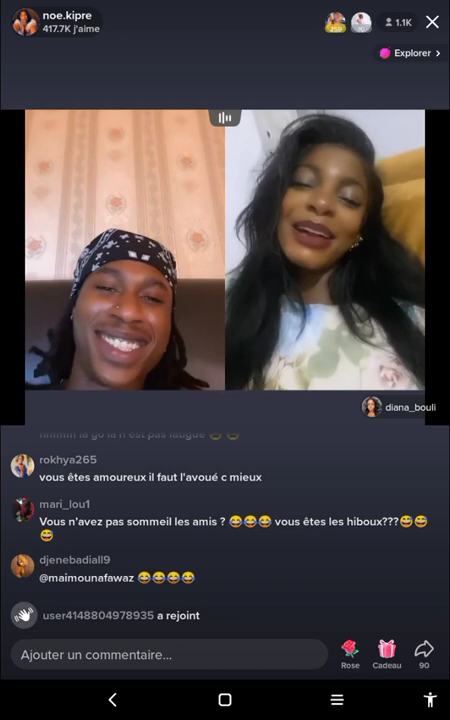 noe.kipre
417.7K j'aime
1.1K
Explorer
diana_bouli
hmmm la go la n'est pas fatigué 😅 😅
rokhya265
vous êtes amoureux il faut l'avoué c mieux
mari_lou1
Vous n'avez pas sommeil les amis ? 😂😂😂 vous êtes les hiboux???😅😅
😅
djenebadiall9
@maimounafawaz 😂😂😂😂
user4148804978935 a rejoint
Ajouter un commentaire...
Rose
Cadeau
90